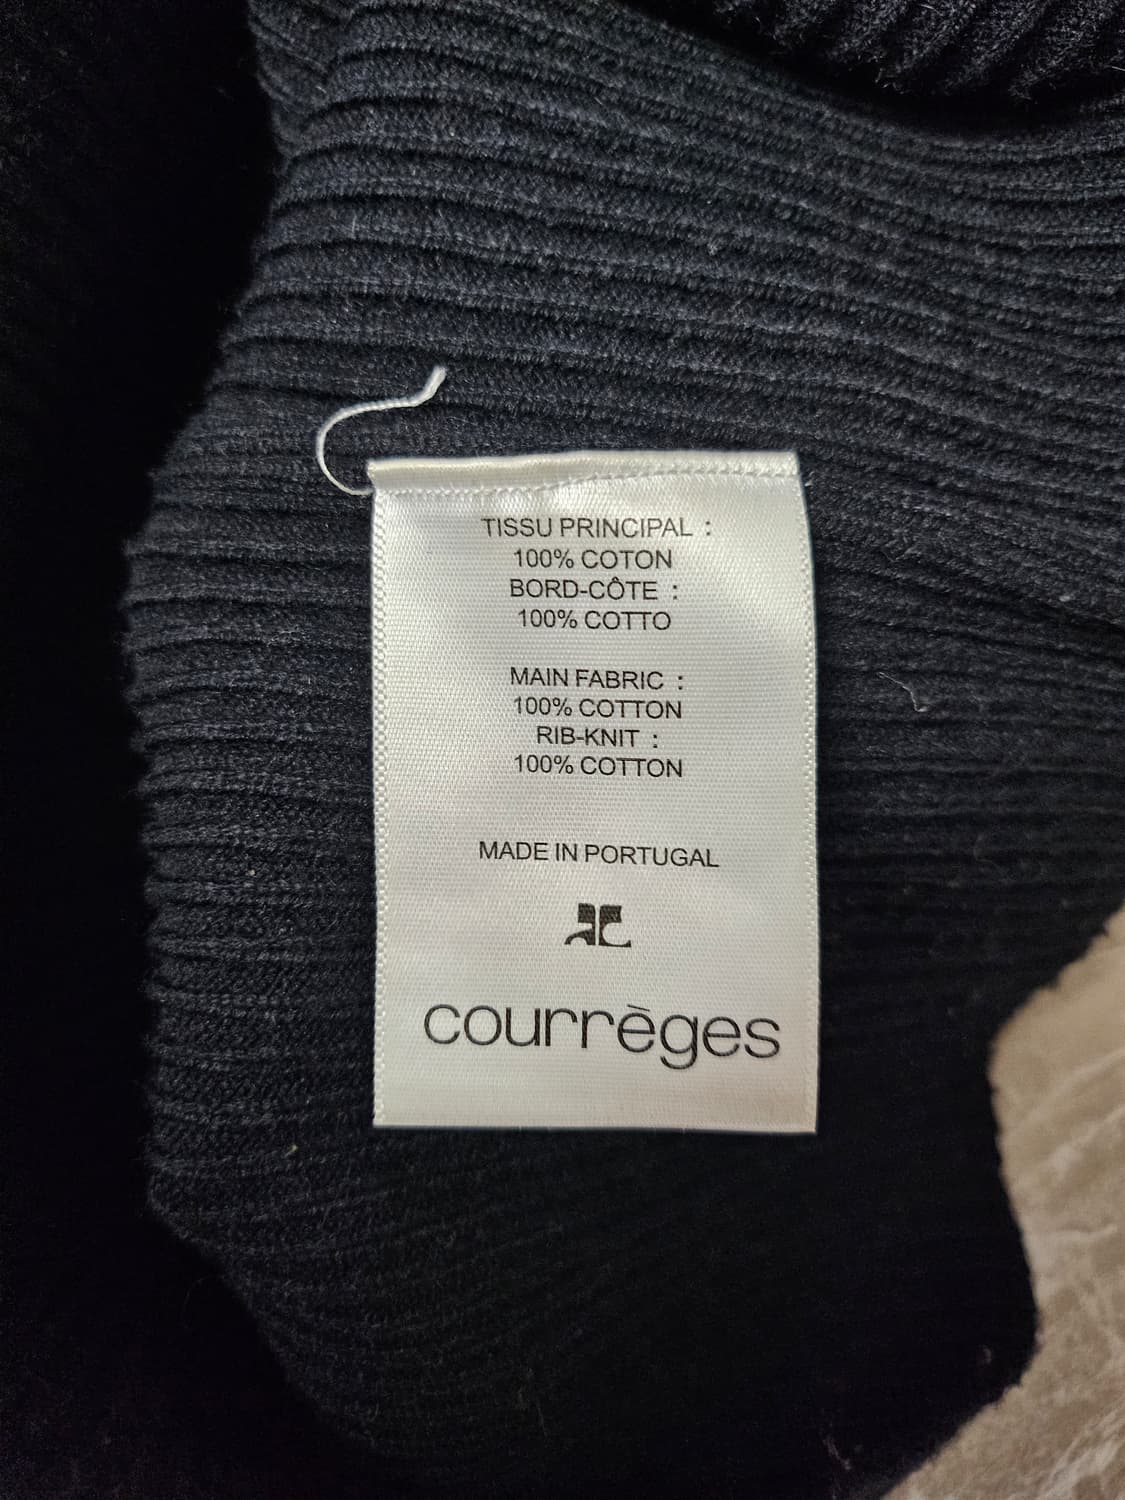 TISSU PRINCIPAL :
100% COTON
BORD-CÔTE :
100% COTTO
MAIN FABRIC :
100% COTTON
RIB-KNIT :
100% COTTON
MADE IN PORTUGAL
AC
courrèges